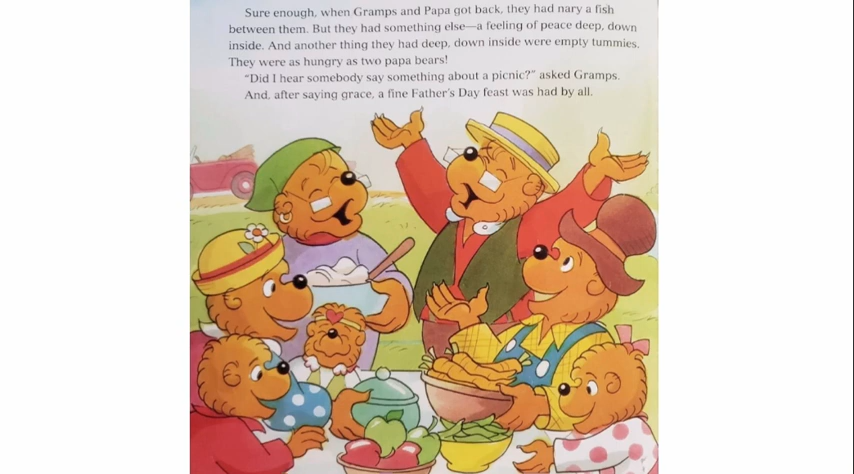 Sure enough, when Gramps and Papa got back, they had nary a fish
between them. But they had something else—a feeling of peace deep, down
inside. And another thing they had deep, down inside were empty tummies.
They were as hungry as two papa bears!
"Did I hear somebody say something about a picnic?" asked Gramps.
And, after saying grace, a fine Father's Day feast was had by all.